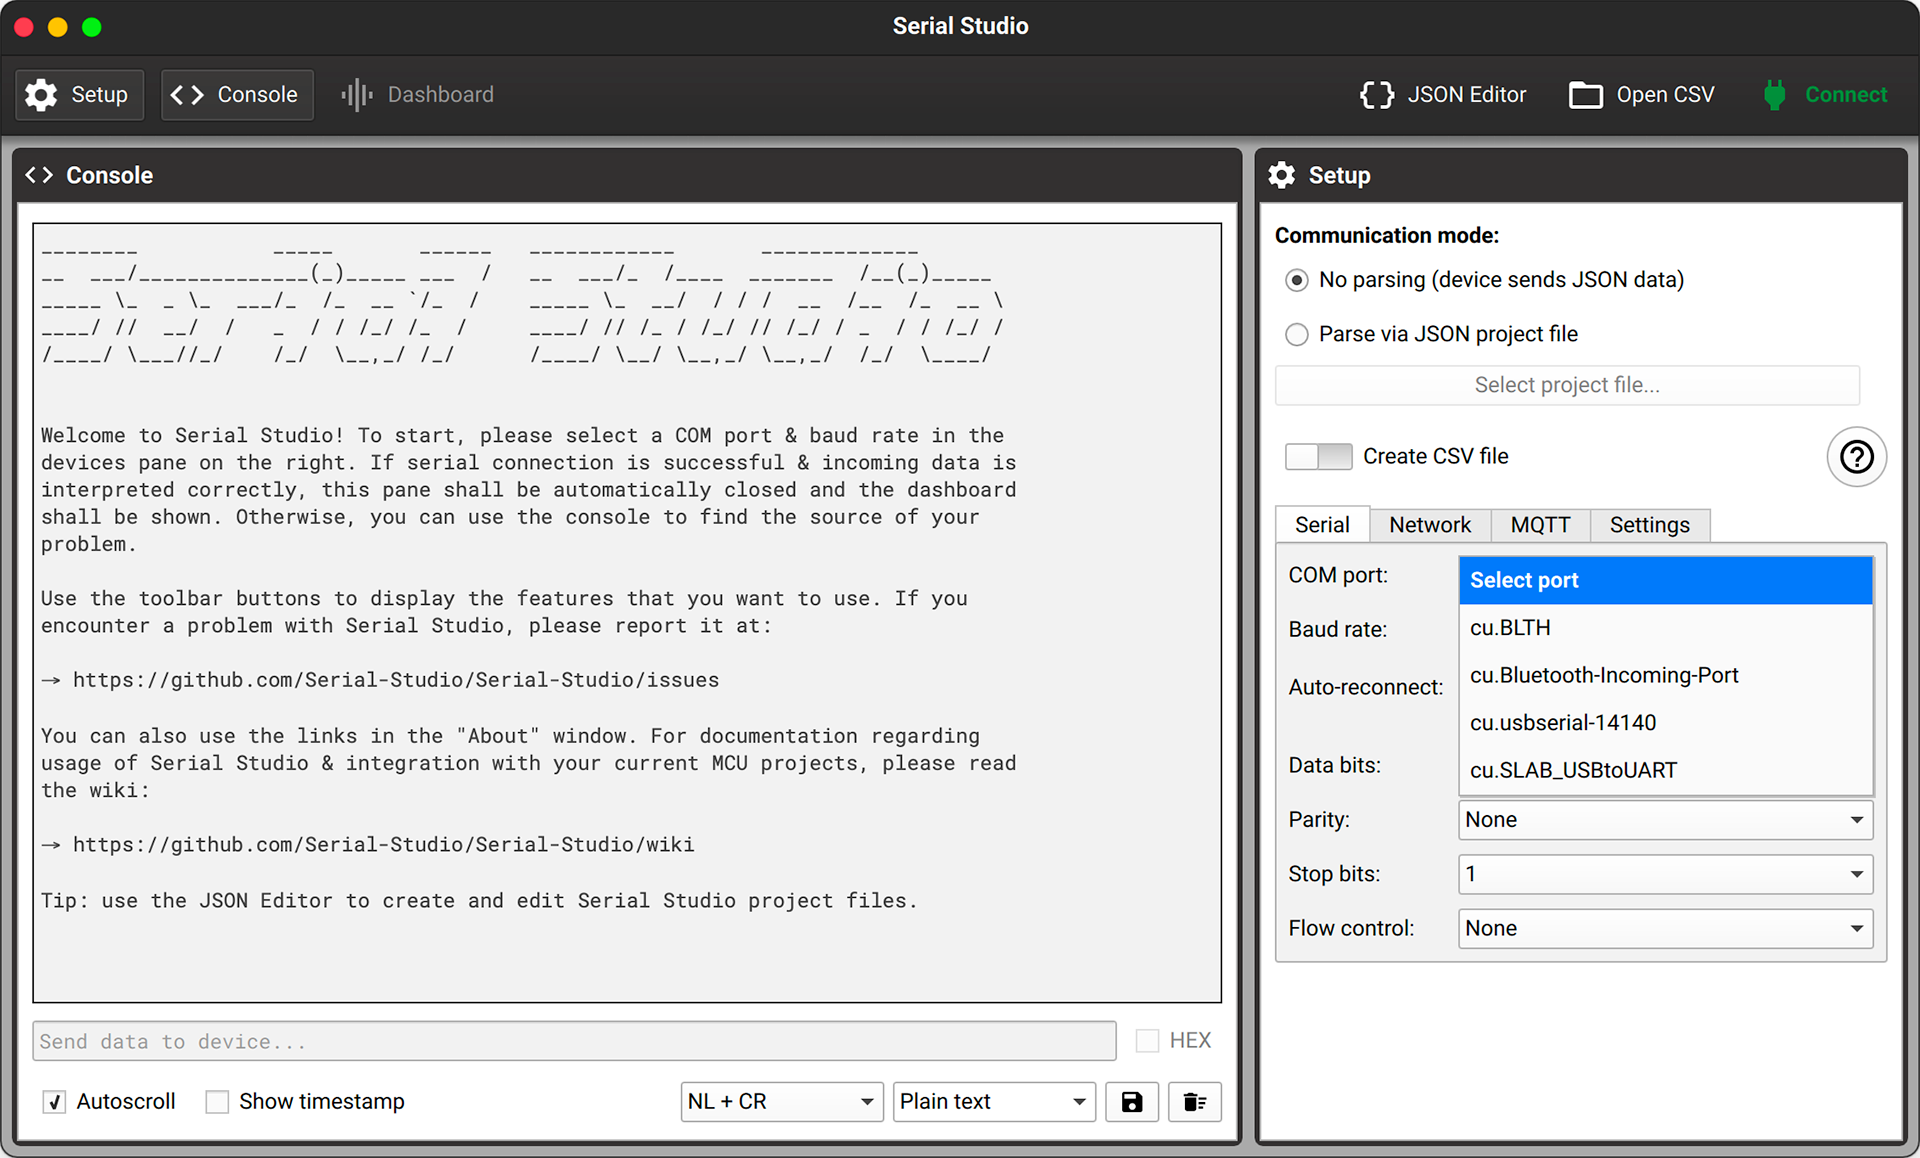 Serial Studio
Setup
Console
Dashboard
JSON Editor
Open CSV
Connect
Console
Welcome to Serial Studio! To start, please select a COM port & baud rate in the
devices pane on the right. If serial connection is successful & incoming data is
interpreted correctly, this pane shall be automatically closed and the dashboard
shall be shown. Otherwise, you can use the console to find the source of your
problem.
Use the toolbar buttons to display the features that you want to use. If you
encounter a problem with Serial Studio, please report it at:
→ https://github.com/Serial-Studio/Serial-Studio/issues
You can also use the links in the "About" window. For documentation regarding
usage of Serial Studio & integration with your current MCU projects, please read
the wiki:
→ https://github.com/Serial-Studio/Serial-Studio/wiki
Tip: use the JSON Editor to create and edit Serial Studio project files.
Send data to device...
HEX
Autoscroll
Show timestamp
NL + CR
Plain text
Setup
Communication mode:
No parsing (device sends JSON data)
Parse via JSON project file
Select project file...
Create CSV file
Serial
Network
MQTT
Settings
COM port:
Select port
cu.BLTH
cu.Bluetooth-Incoming-Port
cu.usbserial-14140
cu.SLAB_USBtoUART
Baud rate:
Auto-reconnect:
Data bits:
Parity:
None
Stop bits:
1
Flow control:
None